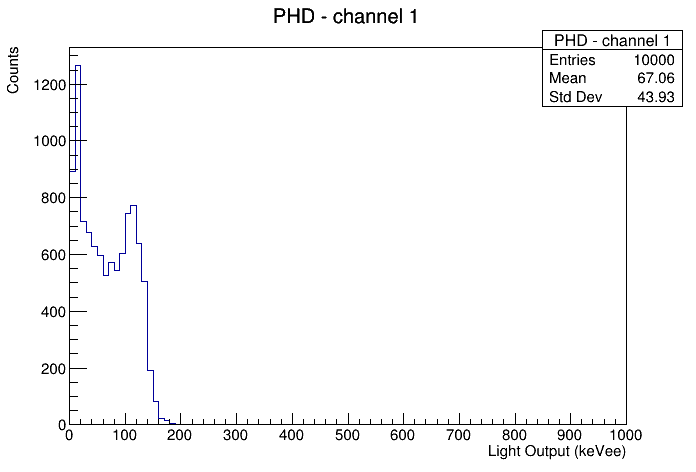 PHD - channel 1
PHD - channel 1
Entries 10000
Mean 67.06
Std Dev 43.93
Counts
1200
1000
800
600
400
200
0
0 100 200 300 400 500 600 700 800 900 1000
Light Output (keVee)